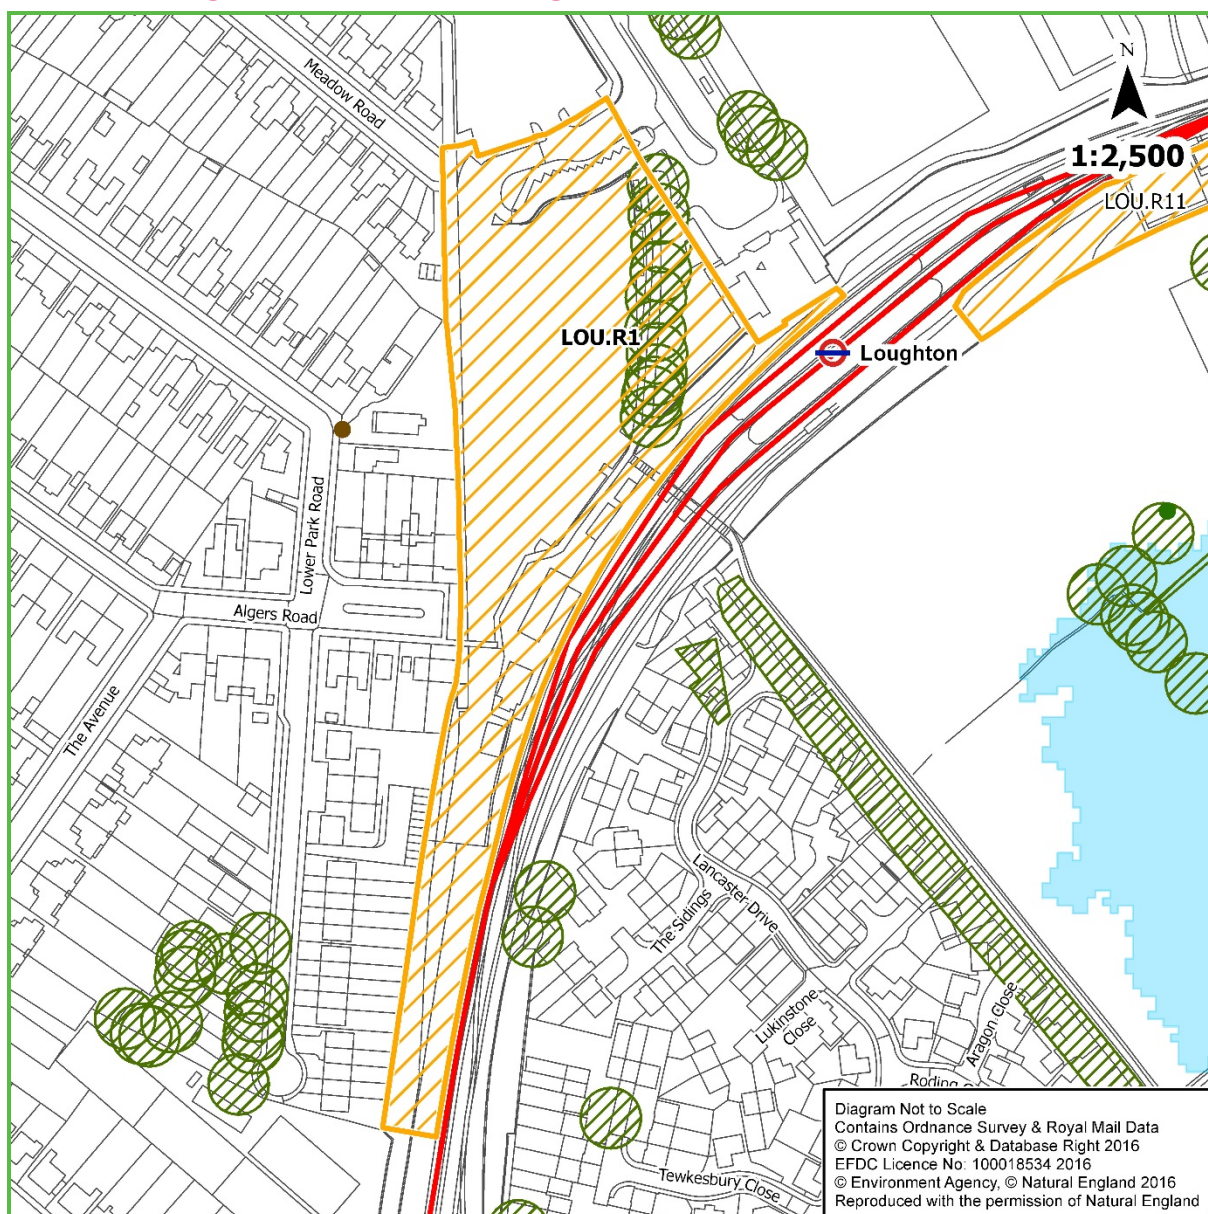 N
1:2,500
Meadow Road
LOU.R11
LOU.R1
Loughton
Lower Park Road
Algers Road
The Avenue
Lancaster Drive
The Sidings
Lukinstone
Close
Aragon Close
Roding
Tewkesbury Close
Diagram Not to Scale
Contains Ordnance Survey & Royal Mail Data
© Crown Copyright & Database Right 2016
EFDC Licence No: 100018534 2016
© Environment Agency, © Natural England 2016
Reproduced with the permission of Natural England